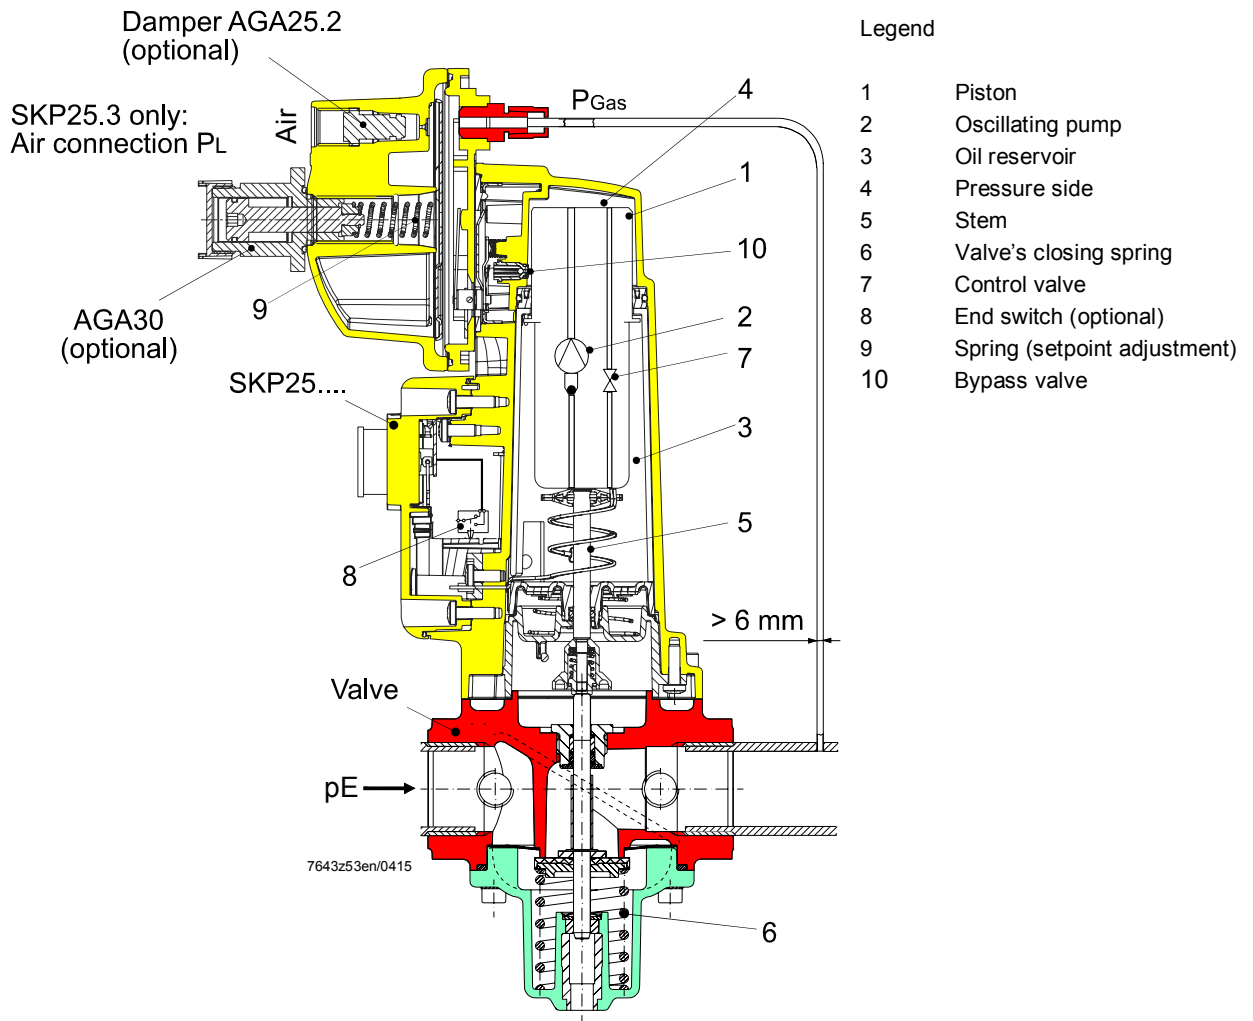 Damper AGA25.2
(optional)
SKP25.3 only:
Air connection PL
Air
PGas
4
1
10
9
AGA30
(optional)
2
7
SKP25....
3
5
8
> 6 mm
Valve
pE
7643z53en/0415
6
Legend
1 Piston
2 Oscillating pump
3 Oil reservoir
4 Pressure side
5 Stem
6 Valve's closing spring
7 Control valve
8 End switch (optional)
9 Spring (setpoint adjustment)
10 Bypass valve